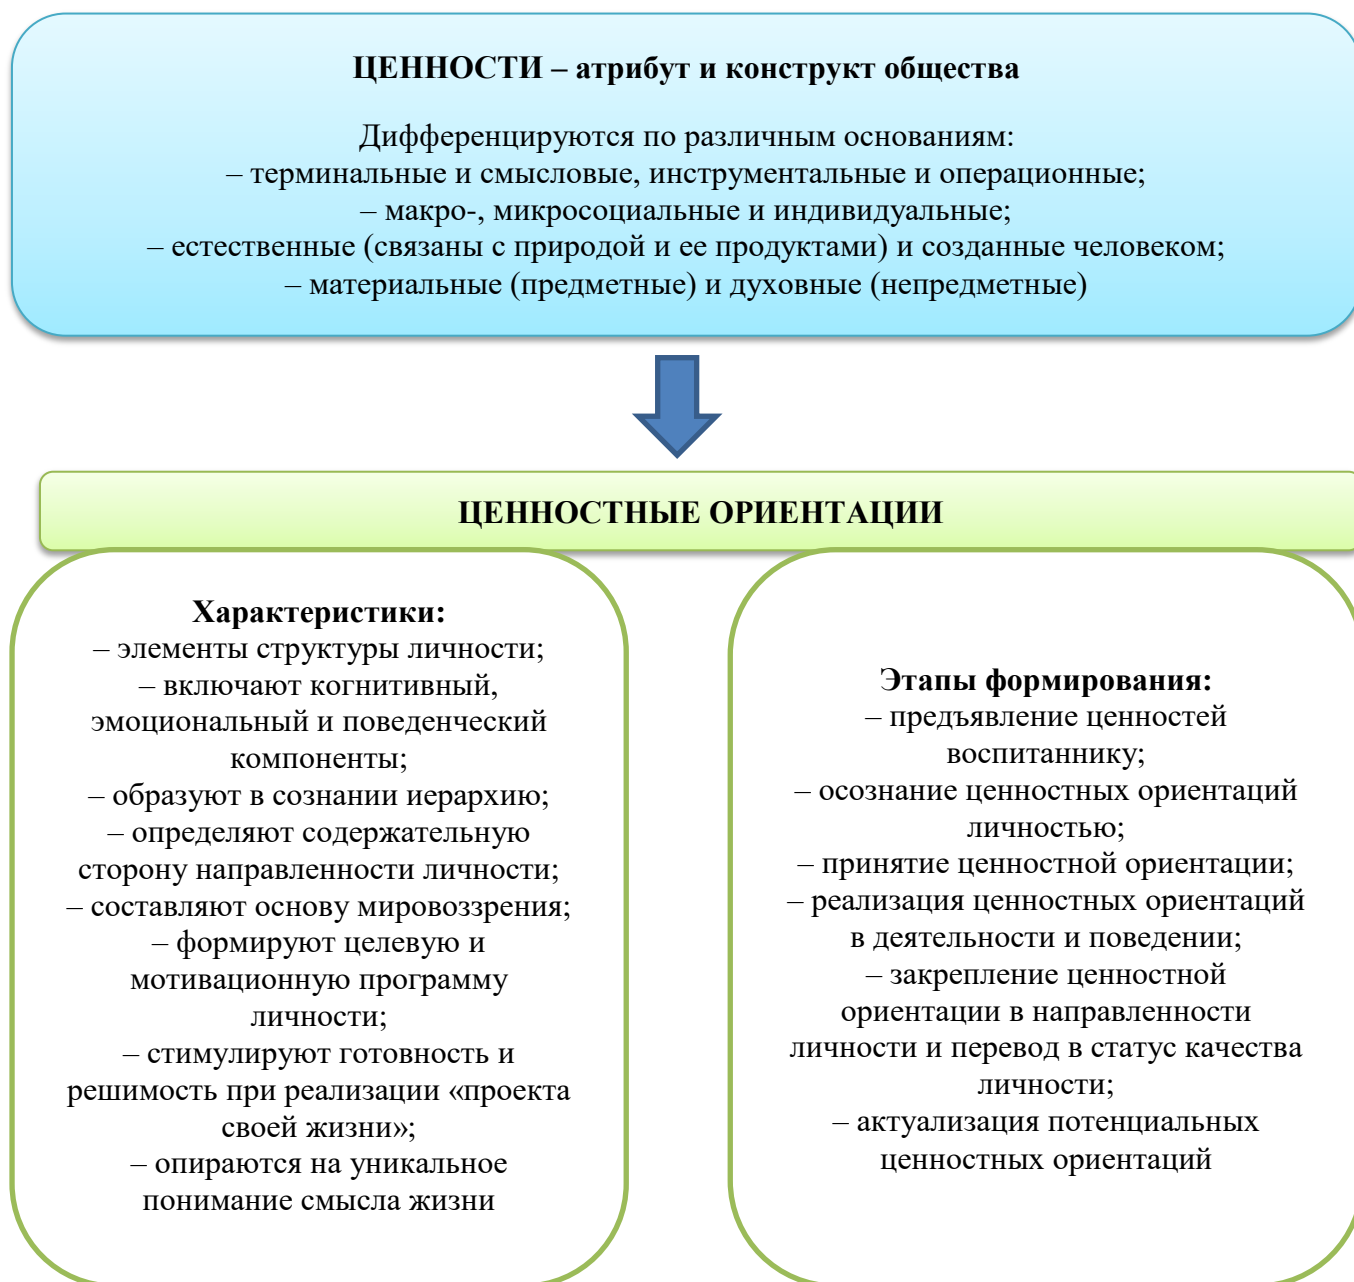 ЦЕННОСТИ – атрибут и конструкт общества
Дифференцируются по различным основаниям:
– терминальные и смысловые, инструментальные и операционные;
– макро-, микросоциальные и индивидуальные;
– естественные (связаны с природой и ее продуктами) и созданные человеком;
– материальные (предметные) и духовные (непредметные)
ЦЕННОСТНЫЕ ОРИЕНТАЦИИ
Характеристики:
– элементы структуры личности;
– включают когнитивный,
эмоциональный и поведенческий
компоненты;
– образуют в сознании иерархию;
– определяют содержательную
сторону направленности личности;
– составляют основу мировоззрения;
– формируют целевую и
мотивационную программу
личности;
– стимулируют готовность и
решимость при реализации «проекта
своей жизни»;
– опираются на уникальное
понимание смысла жизни
Этапы формирования:
– предъявление ценностей
воспитаннику;
– осознание ценностных ориентаций
личностью;
– принятие ценностной ориентации;
– реализация ценностных ориентаций
в деятельности и поведении;
– закрепление ценностной
ориентации в направленности
личности и перевод в статус качества
личности;
– актуализация потенциальных
ценностных ориентаций